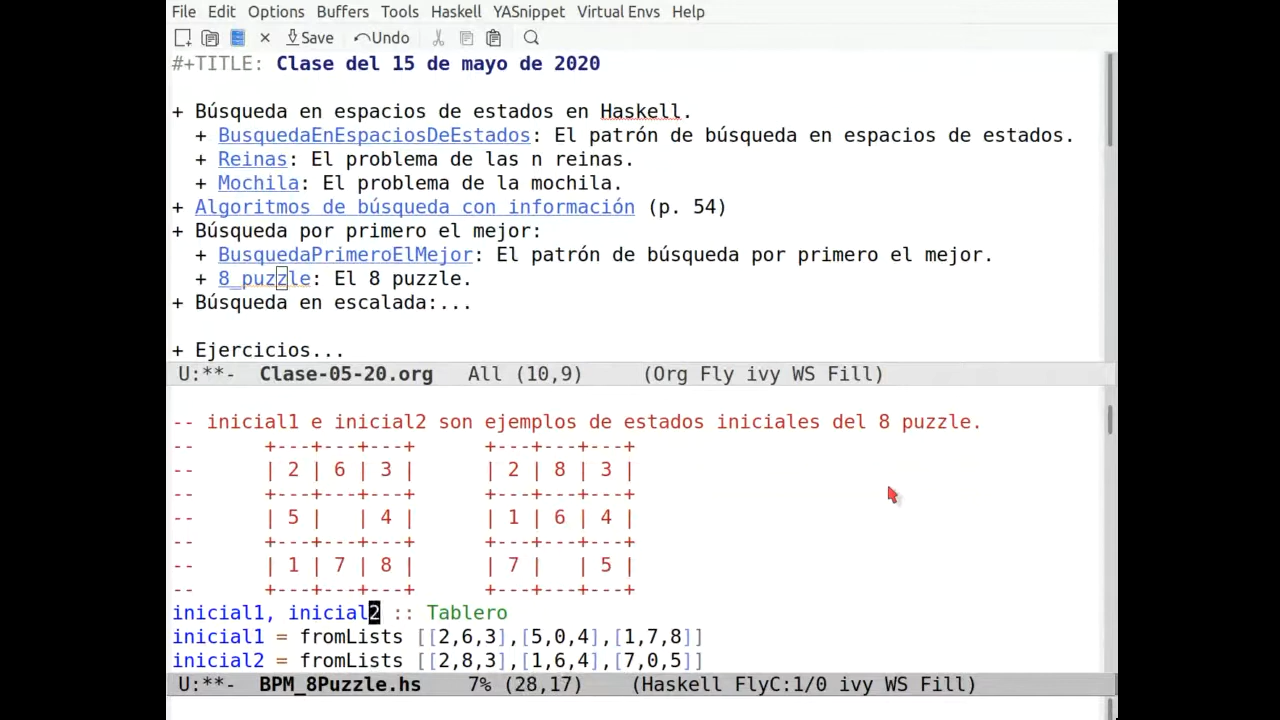 File Edit Options Buffers Tools Haskell YASnippet Virtual Envs Help
Save Undo
#+TITLE: Clase del 15 de mayo de 2020
+ Búsqueda en espacios de estados en Haskell.
+ BusquedaEnEspaciosDeEstados: El patrón de búsqueda en espacios de estados.
+ Reinas: El problema de las n reinas.
+ Mochila: El problema de la mochila.
+ Algoritmos de búsqueda con información (p. 54)
+ Búsqueda por primero el mejor:
+ BusquedaPrimeroElMejor: El patrón de búsqueda por primero el mejor.
+ 8_puzzle: El 8 puzzle.
+ Búsqueda en escalada:...
+ Ejercicios...
U:**-  Clase-05-20.org   All (10,9)      (Org Fly ivy WS Fill)
-- inicial1 e inicial2 son ejemplos de estados iniciales del 8 puzzle.
--      +---+---+---+      +---+---+---+
--      | 2 | 6 | 3 |      | 2 | 8 | 3 |
--      +---+---+---+      +---+---+---+
--      | 5 |   | 4 |      | 1 | 6 | 4 |
--      +---+---+---+      +---+---+---+
--      | 1 | 7 | 8 |      | 7 |   | 5 |
--      +---+---+---+      +---+---+---+
inicial1, inicial2 :: Tablero
inicial1 = fromLists [[2,6,3],[5,0,4],[1,7,8]]
inicial2 = fromLists [[2,8,3],[1,6,4],[7,0,5]]
U:**-  BPM_8Puzzle.hs    7% (28,17)    (Haskell FlyC:1/0 ivy WS Fill)